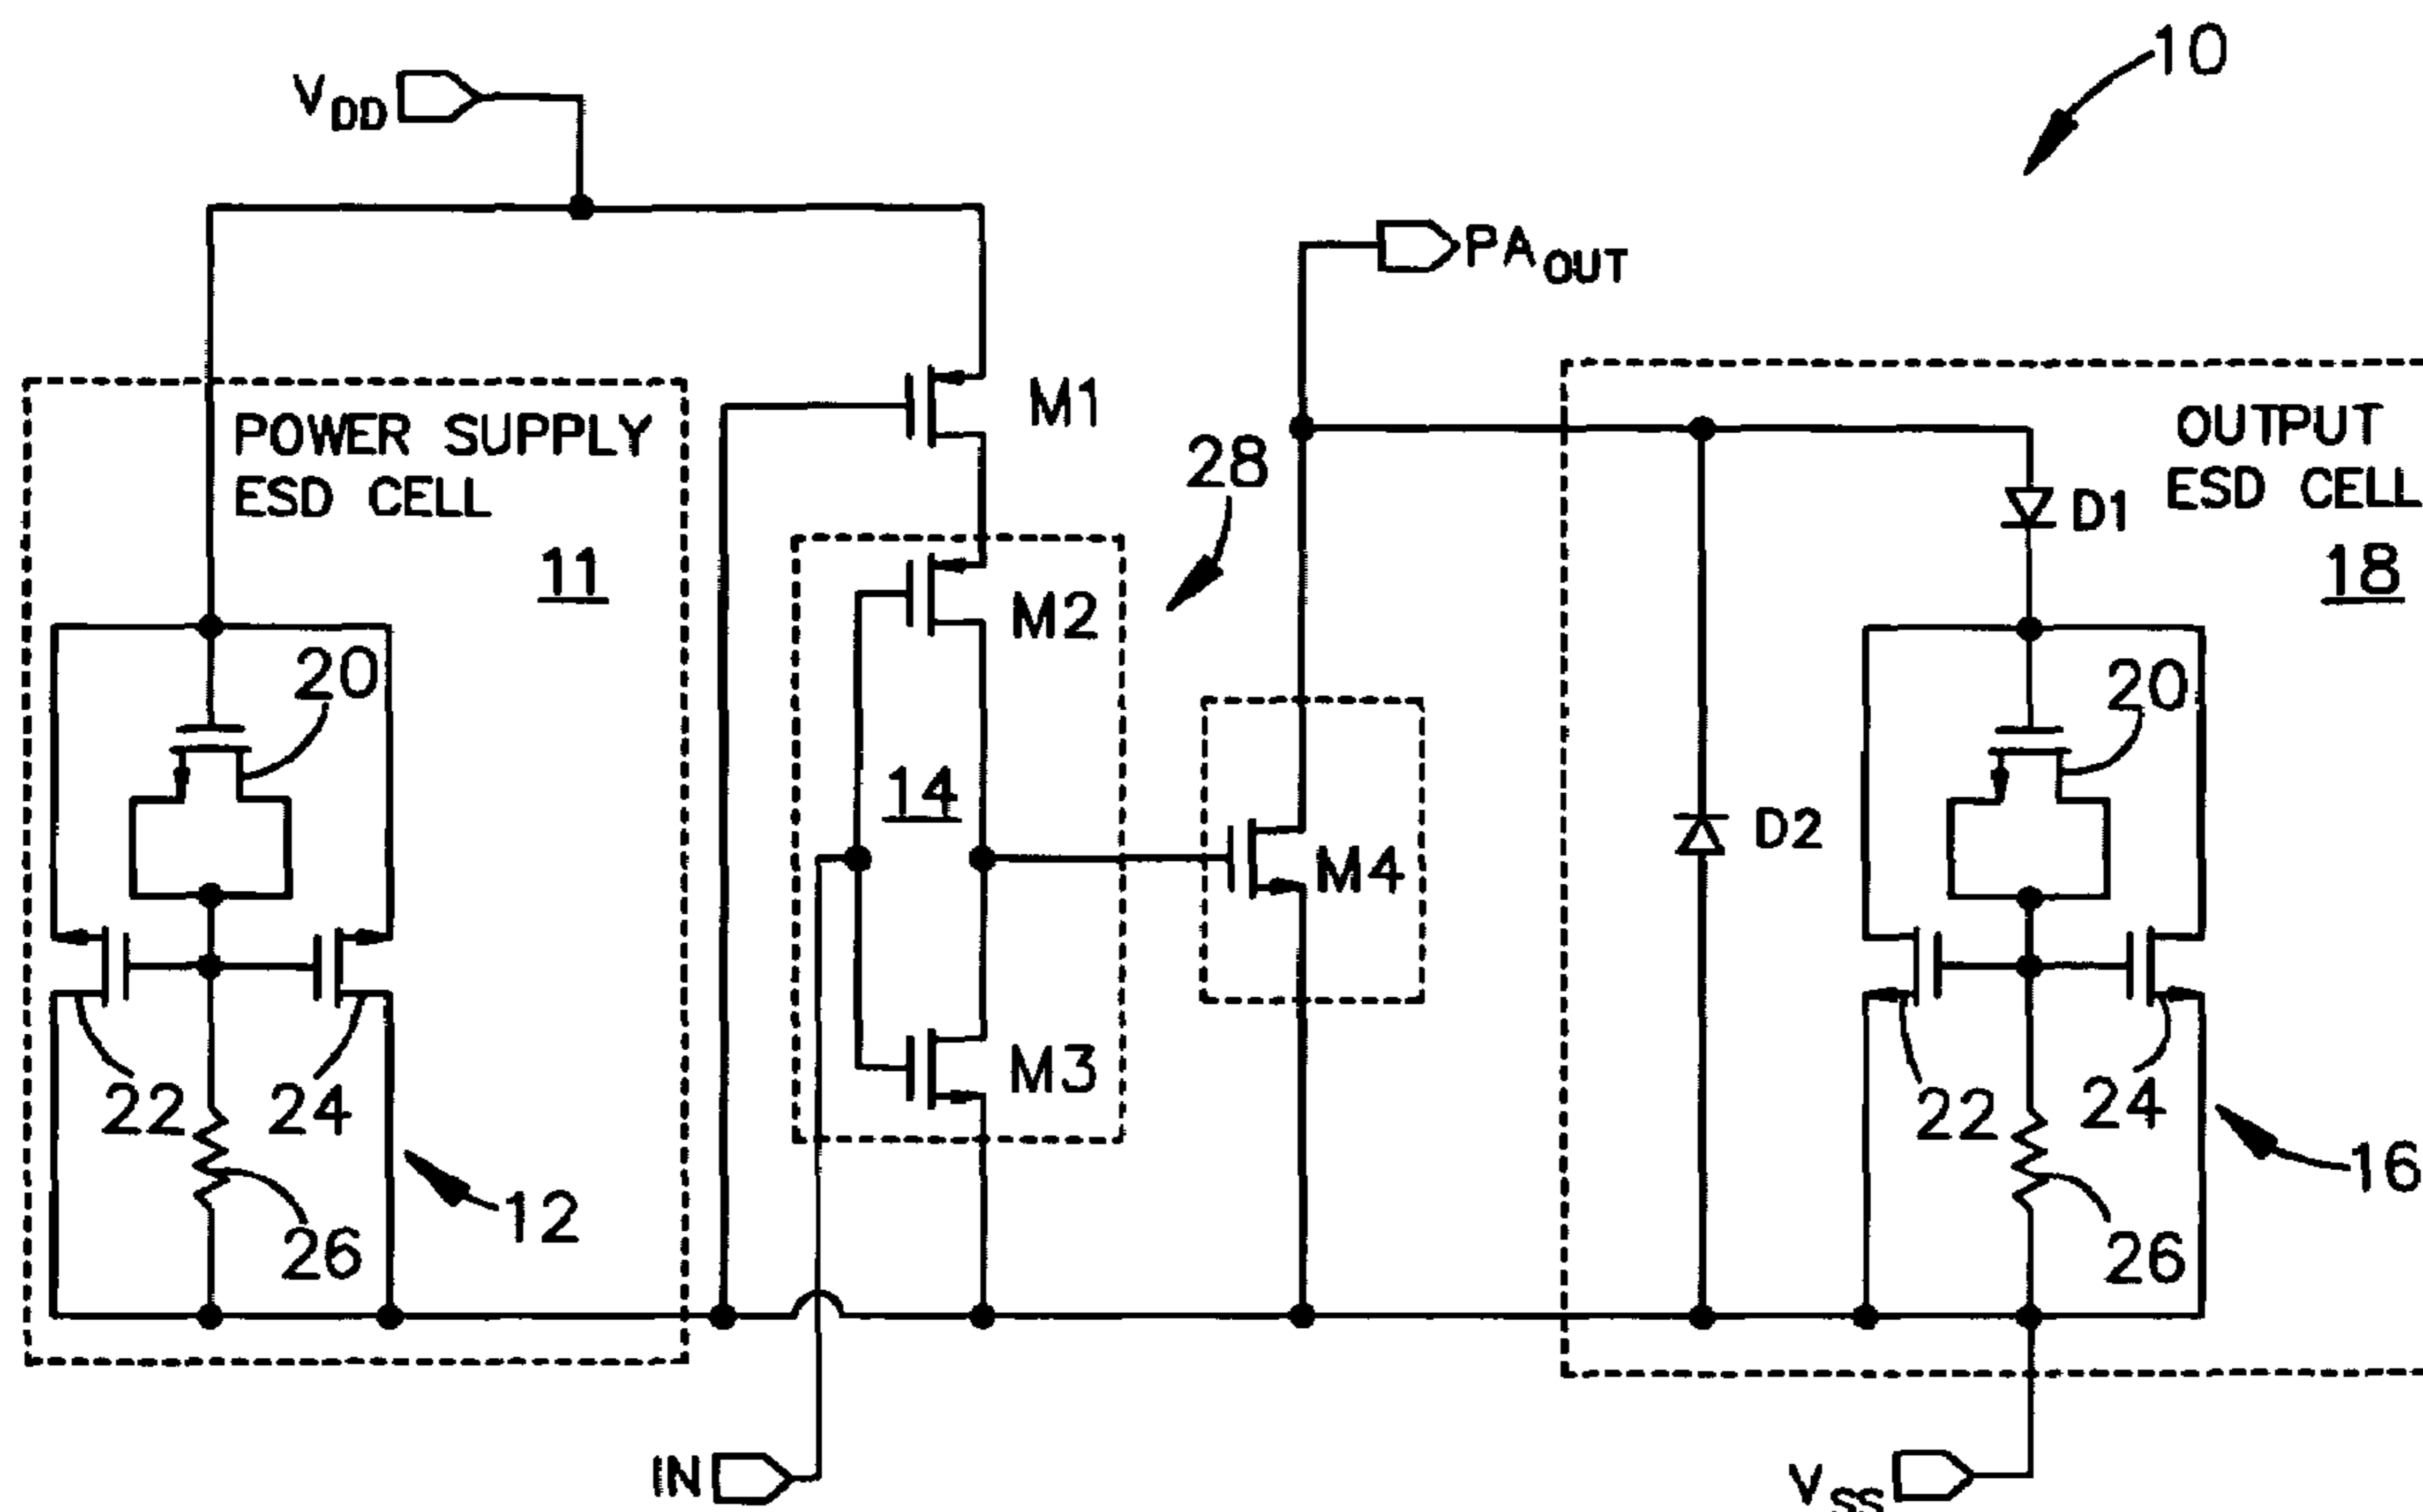 10
VDD
PAOUT
POWER SUPPLY
ESD CELL
11
M1
28
OUTPUT
ESD CELL
18
D1
M2
20
20
14
M4
D2
M3
22
24
22
24
12
26
16
26
IN
VSS